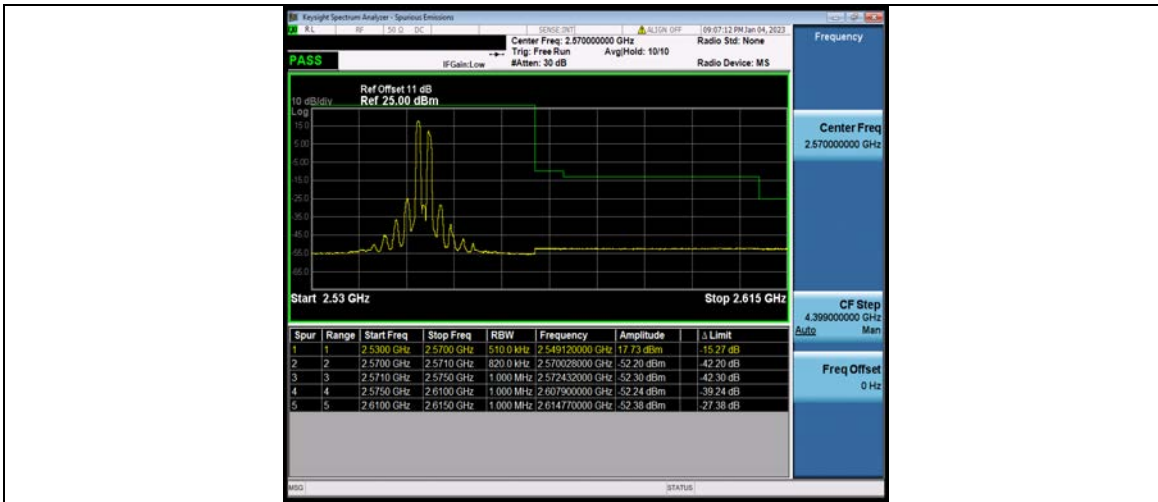 Keysight Spectrum Analyzer - Spurious Emissions
RL RF 50 Ω DC SENSE:INT ALIGN OFF 09:07:12 PM Jan 04, 2023
Center Freq: 2.570000000 GHz Radio Std: None
Trig: Free Run Avg|Hold: 10/10
PASS IFGain:Low #Atten: 30 dB Radio Device: MS
Frequency
Ref Offset 11 dB
10 dB/div Ref 25.00 dBm
Log
15.0
5.00
-5.00
-15.0
-25.0
-35.0
-45.0
-55.0
-65.0
Start 2.53 GHz Stop 2.615 GHz
Center Freq
2.570000000 GHz
CF Step
4.399000000 GHz
Auto Man
Freq Offset
0 Hz
Spur Range Start Freq Stop Freq RBW Frequency Amplitude Δ Limit
1 1 2.5300 GHz 2.5700 GHz 510.0 kHz 2.549120000 GHz 17.73 dBm -15.27 dB
2 2 2.5700 GHz 2.5710 GHz 820.0 kHz 2.570028000 GHz -52.20 dBm -42.20 dB
3 3 2.5710 GHz 2.5750 GHz 1.000 MHz 2.572432000 GHz -52.30 dBm -42.30 dB
4 4 2.5750 GHz 2.6100 GHz 1.000 MHz 2.607900000 GHz -52.24 dBm -39.24 dB
5 5 2.6100 GHz 2.6150 GHz 1.000 MHz 2.614770000 GHz -52.38 dBm -27.38 dB
MSG STATUS